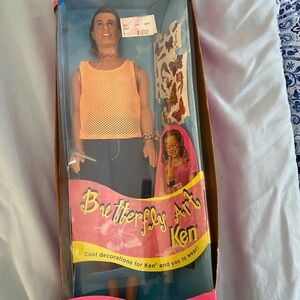 Butterfly Art
Ken
Cool decorations for Ken and you to wear!